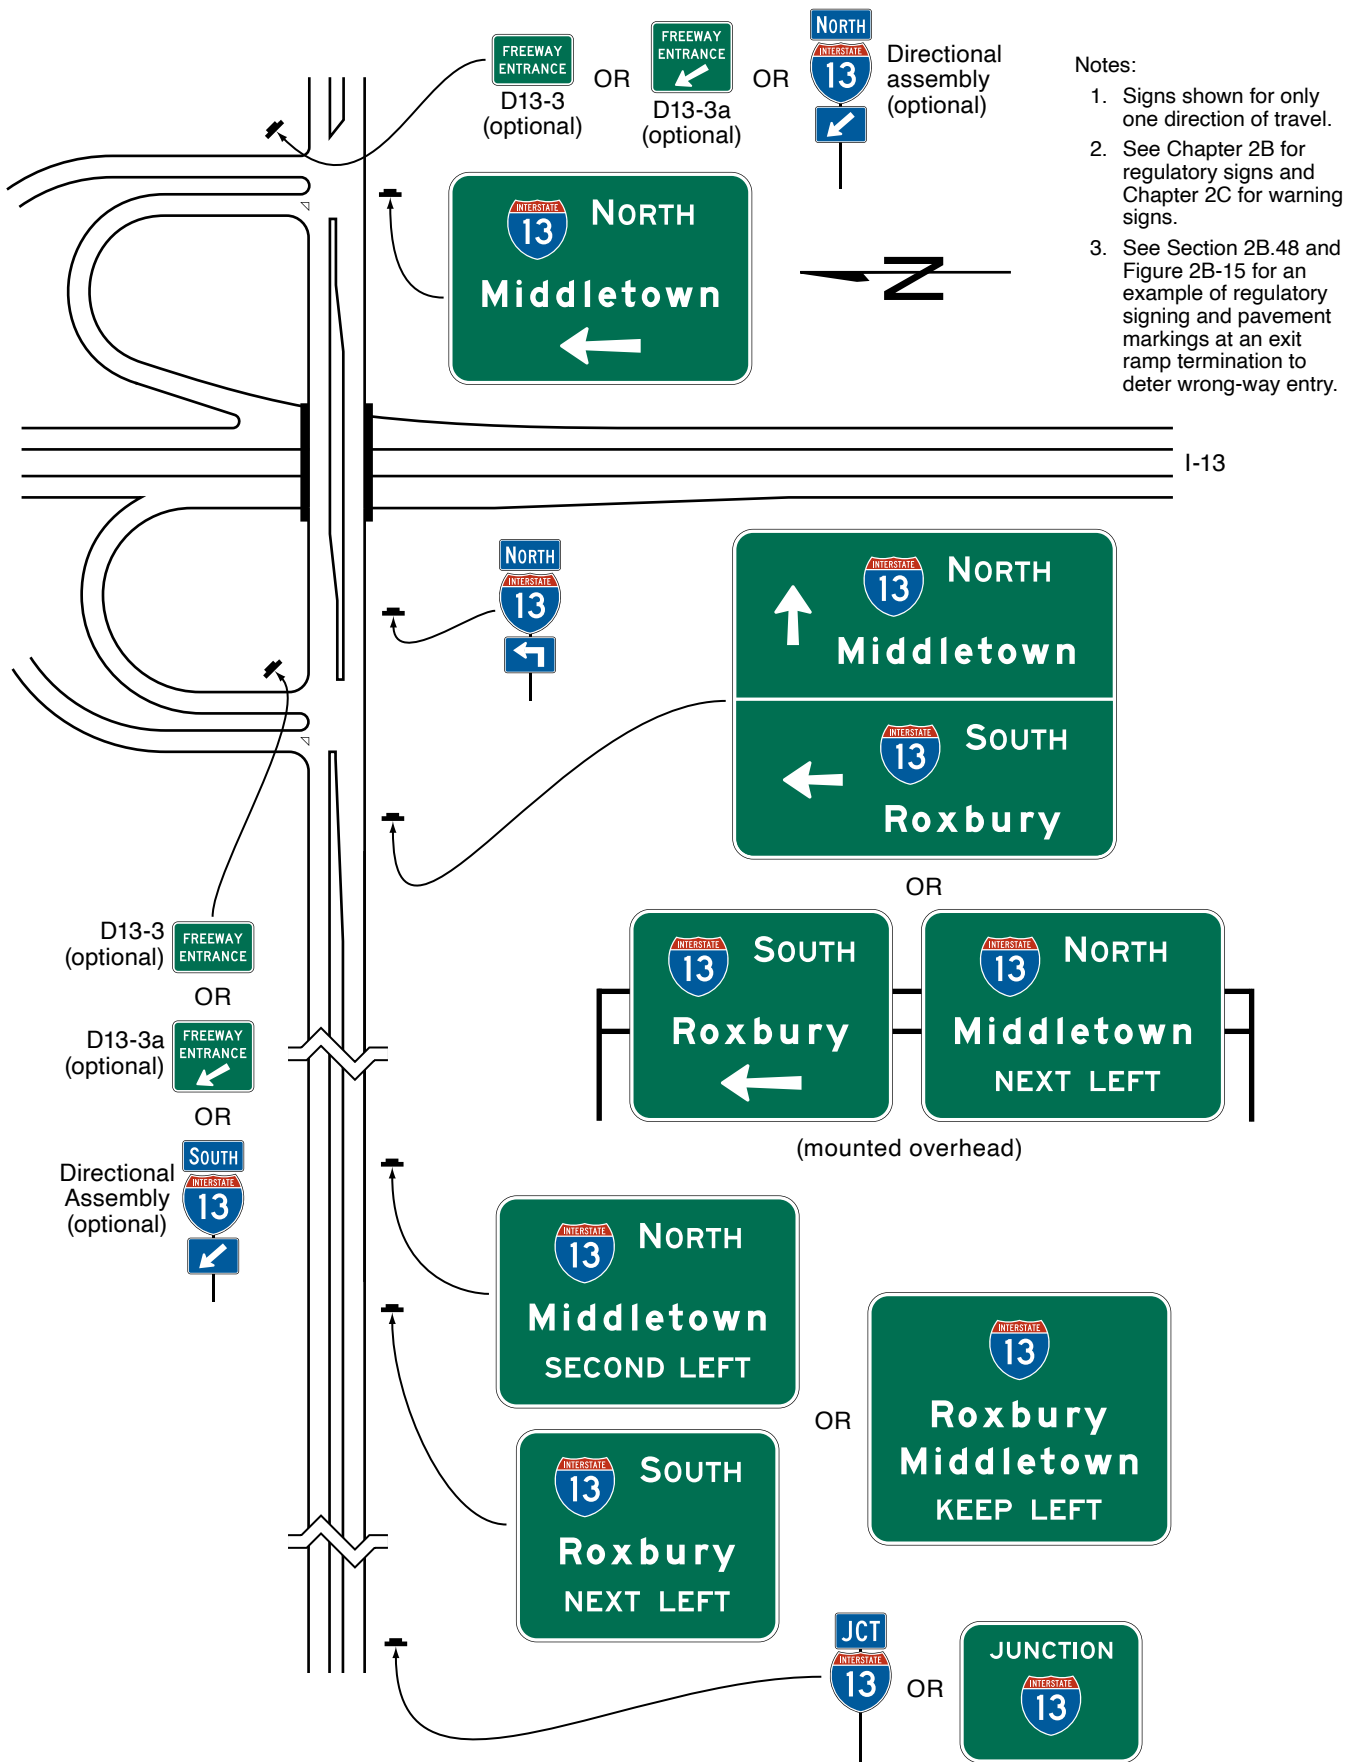 FREEWAY
ENTRANCE
D13-3
(optional)
OR
FREEWAY
ENTRANCE
D13-3a
(optional)
OR
NORTH
INTERSTATE
13
Directional
assembly
(optional)
Notes:
1. Signs shown for only
one direction of travel.
2. See Chapter 2B for
regulatory signs and
Chapter 2C for warning
signs.
3. See Section 2B.48 and
Figure 2B-15 for an
example of regulatory
signing and pavement
markings at an exit
ramp termination to
deter wrong-way entry.
INTERSTATE
13 NORTH
Middletown
N
I-13
NORTH
INTERSTATE
13
INTERSTATE
13 NORTH
Middletown
INTERSTATE
13 SOUTH
Roxbury
OR
INTERSTATE
13 SOUTH
Roxbury
INTERSTATE
13 NORTH
Middletown
NEXT LEFT
(mounted overhead)
D13-3
(optional)
FREEWAY
ENTRANCE
OR
D13-3a
(optional)
FREEWAY
ENTRANCE
OR
Directional
Assembly
(optional)
SOUTH
INTERSTATE
13
INTERSTATE
13 NORTH
Middletown
SECOND LEFT
INTERSTATE
13 SOUTH
Roxbury
NEXT LEFT
OR
INTERSTATE
13
Roxbury
Middletown
KEEP LEFT
JCT
INTERSTATE
13
OR
JUNCTION
INTERSTATE
13